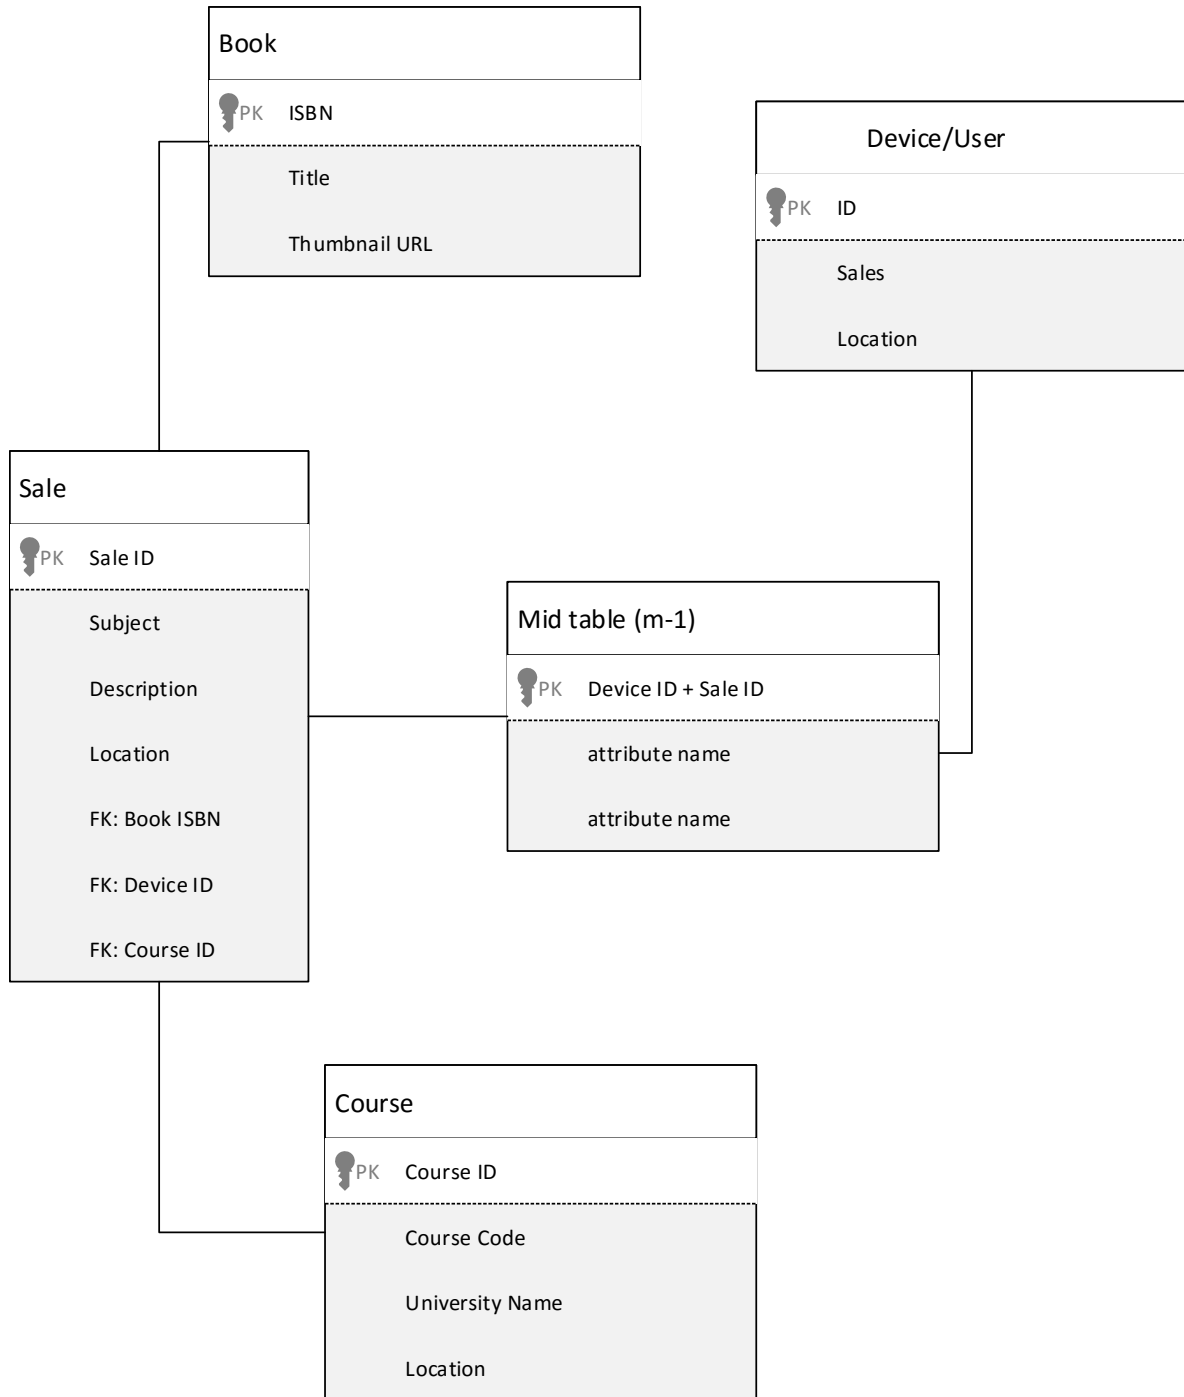 Book
PK ISBN
Title
Thumbnail URL
Device/User
PK ID
Sales
Location
Sale
PK Sale ID
Subject
Description
Location
FK: Book ISBN
FK: Device ID
FK: Course ID
Mid table (m-1)
PK Device ID + Sale ID
attribute name
attribute name
Course
PK Course ID
Course Code
University Name
Location